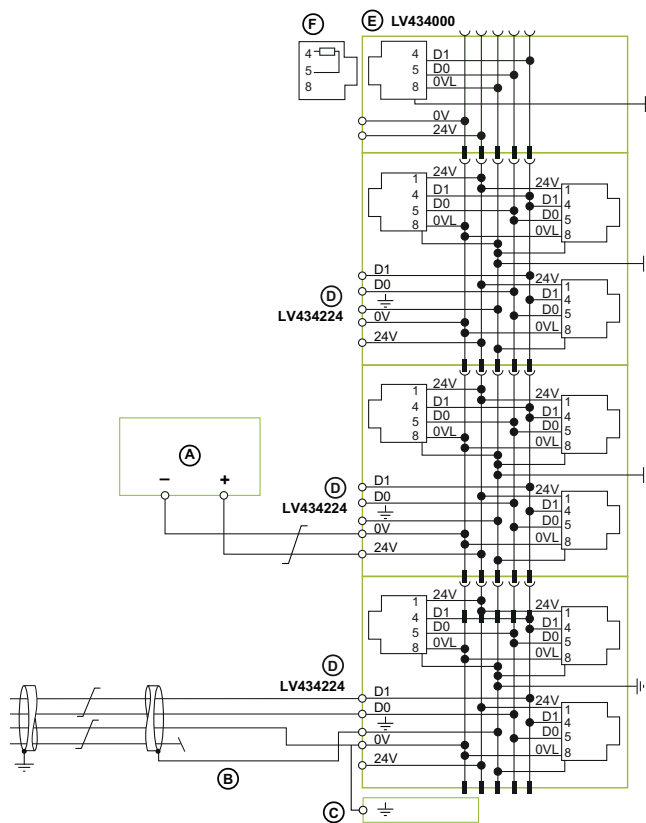 F E LV434000
4 4 D1
5 5 D0
8 8 0VL
0V
24V
1 24V 24V 1
4 D1 D1 4
5 D0 D0 5
8 0VL 0VL 8
D1 24V 1
D D0 D1 4
D0 5
LV434224 0V 0VL 8
24V
1 24V 24V 1
4 D1 D1 4
5 D0 D0 5
8 0VL 0VL 8
A
− +
D D1 24V 1
D0 D1 4
LV434224 D0 5
0V 0VL 8
24V
1 24V 24V 1
4 D1 D1 4
5 D0 D0 5
8 0VL 0VL 8
D
LV434224 D1 24V 1
D0 D1 4
D0 5
0V 0VL 8
B 24V
C